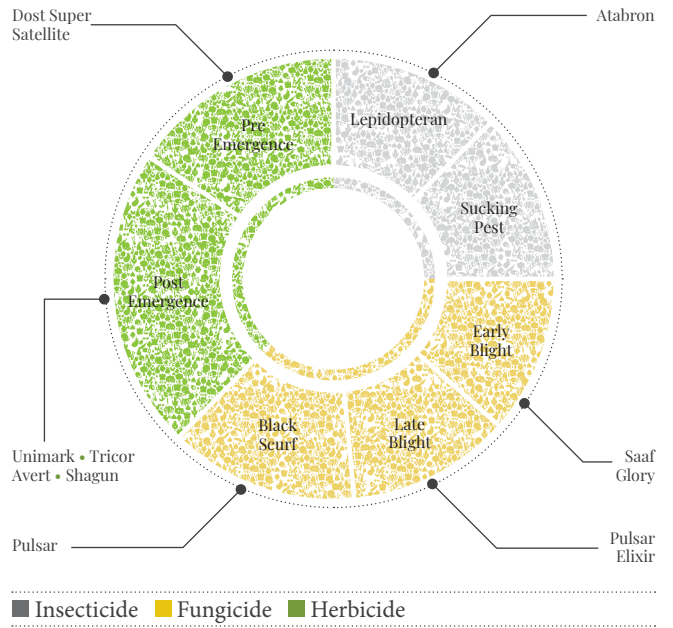 Dost Super
Satellite
Atabron
Pre
Emergence
Lepidopteran
Sucking
Pest
Post
Emergence
Early
Blight
Black
Scurf
Late
Blight
Unimark • Tricor
Avert • Shagun
Saaf
Glory
Pulsar
Pulsar
Elixir
Insecticide Fungicide Herbicide